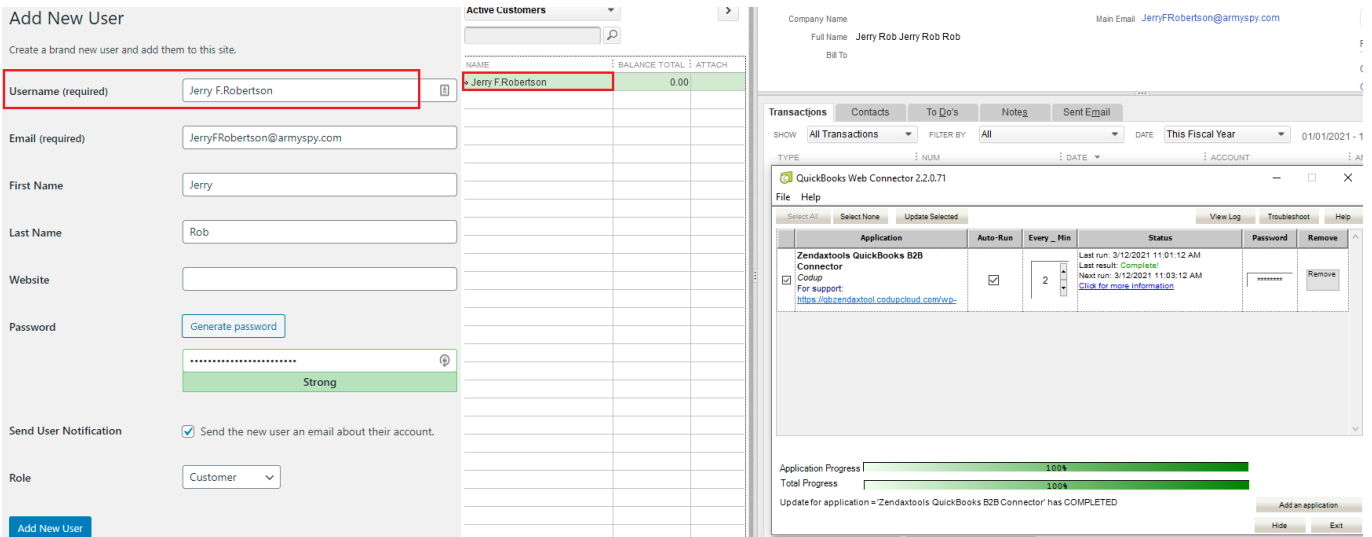 Add New User
Create a brand new user and add them to this site.
Username (required)
Jerry F.Robertson
Email (required)
JerryFRobertson@armyspy.com
First Name
Jerry
Last Name
Rob
Website
Password
Generate password
••••••••••••••••••••••••
Strong
Send User Notification
Send the new user an email about their account.
Role
Customer
Add New User
Active Customers
NAME
BALANCE TOTAL
ATTACH
Jerry F.Robertson
0.00
Company Name
Main Email
JerryFRobertson@armyspy.com
Full Name
Jerry Rob Jerry Rob Rob
Bill To
Transactions
Contacts
To Do's
Notes
Sent Email
SHOW
All Transactions
FILTER BY
All
DATE
This Fiscal Year
01/01/2021 - 1
TYPE
NUM
DATE
ACCOUNT
QuickBooks Web Connector 2.2.0.71
File Help
Select All
Select None
Update Selected
View Log
Troubleshoot
Help
Application
Auto-Run
Every _ Min
Status
Password
Remove
Zendaxtools QuickBooks B2B
Connector
Codup
For support:
https://qbzendaxtool.codupcloud.com/wp-
2
Last run: 3/12/2021 11:01:12 AM
Last result: Complete!
Next run: 3/12/2021 11:03:12 AM
Click for more information
********
Remove
Application Progress
100%
Total Progress
100%
Update for application = 'Zendaxtools QuickBooks B2B Connector' has COMPLETED
Add an application
Hide
Exit